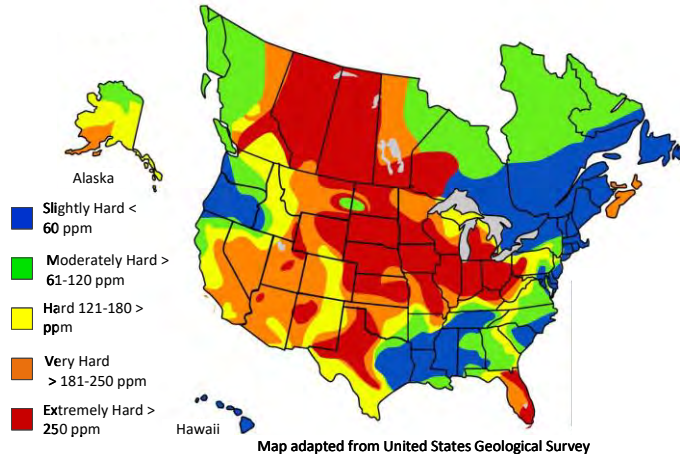 Alaska
Slightly Hard <
60 ppm
Moderately Hard >
61-120 ppm
Hard 121-180 >
ppm
Very Hard
> 181-250 ppm
Extremely Hard >
250 ppm
Hawaii
Map adapted from United States Geological Survey